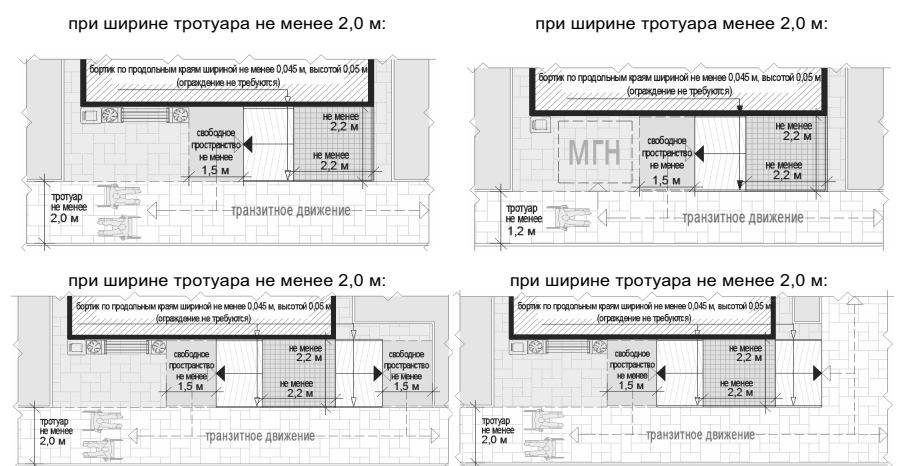 при ширине тротуара не менее 2,0 м:
бортик по продольным краям шириной не менее 0,045 м, высотой 0,05 м
(ограждение не требуются)
не менее
2,2 м
свободное
пространство
не менее
1,5 м
не менее
2,2 м
тротуар
не менее
2,0 м
транзитное движение
при ширине тротуара не менее 2,0 м:
бортик по продольным краям шириной не менее 0,045 м, высотой 0,05 м
(ограждение не требуются)
не менее
2,2 м
МГН
свободное
пространство
не менее
1,5 м
не менее
2,2 м
тротуар
не менее
1,2 м
транзитное движение
при ширине тротуара не менее 2,0 м:
бортик по продольным краям шириной не менее 0,045 м, высотой 0,05 м
(ограждение не требуются)
свободное
пространство
не менее
1,5 м
не менее
2,2 м
не менее
2,2 м
свободное
пространство
не менее
1,5 м
тротуар
не менее
2,0 м
транзитное движение
при ширине тротуара не менее 2,0 м:
бортик по продольным краям шириной не менее 0,045 м, высотой 0,05 м
(ограждение не требуются)
свободное
пространство
не менее
1,5 м
не менее
2,2 м
не менее
2,2 м
тротуар
не менее
2,0 м
транзитное движение